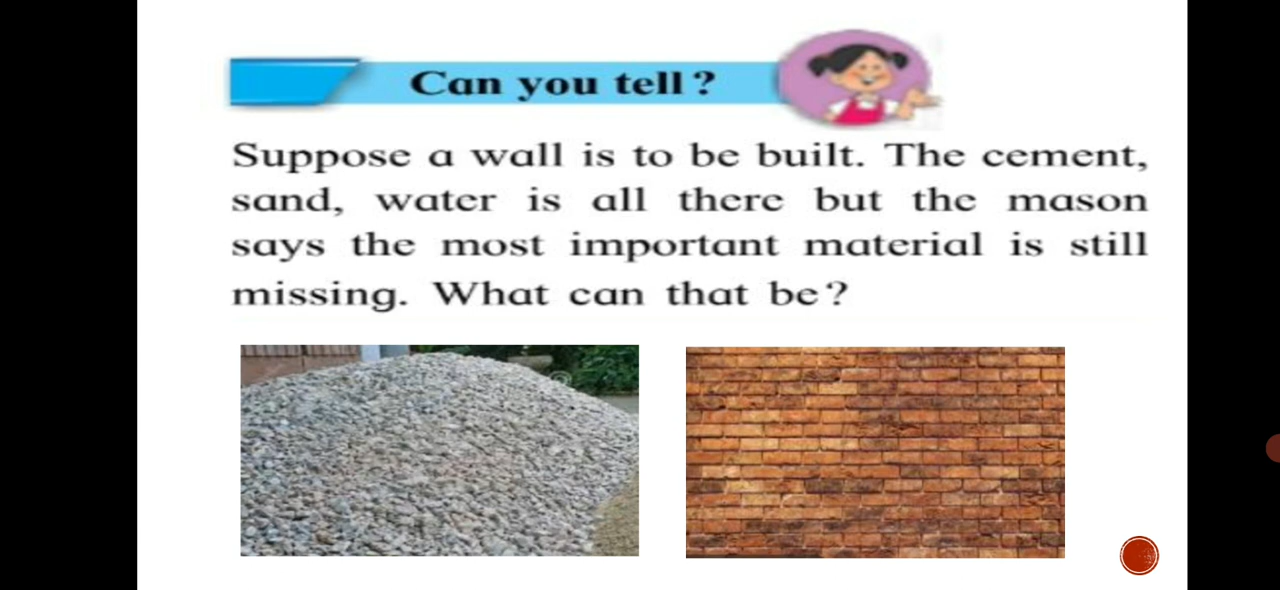 Can you tell?
Suppose a wall is to be built. The cement,
sand, water is all there but the mason
says the most important material is still
missing. What can that be?